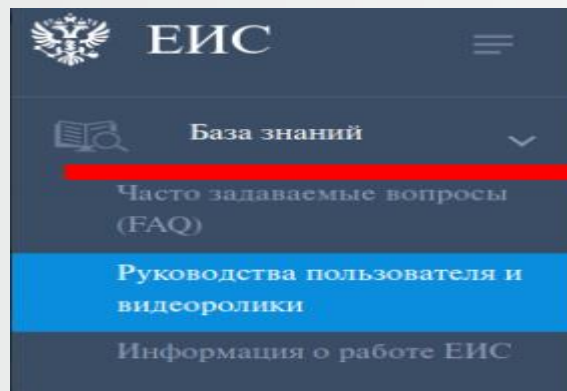 ЕИС
База знаний
Часто задаваемые вопросы
(FAQ)
Руководства пользователя и
видеоролики
Информация о работе ЕИС